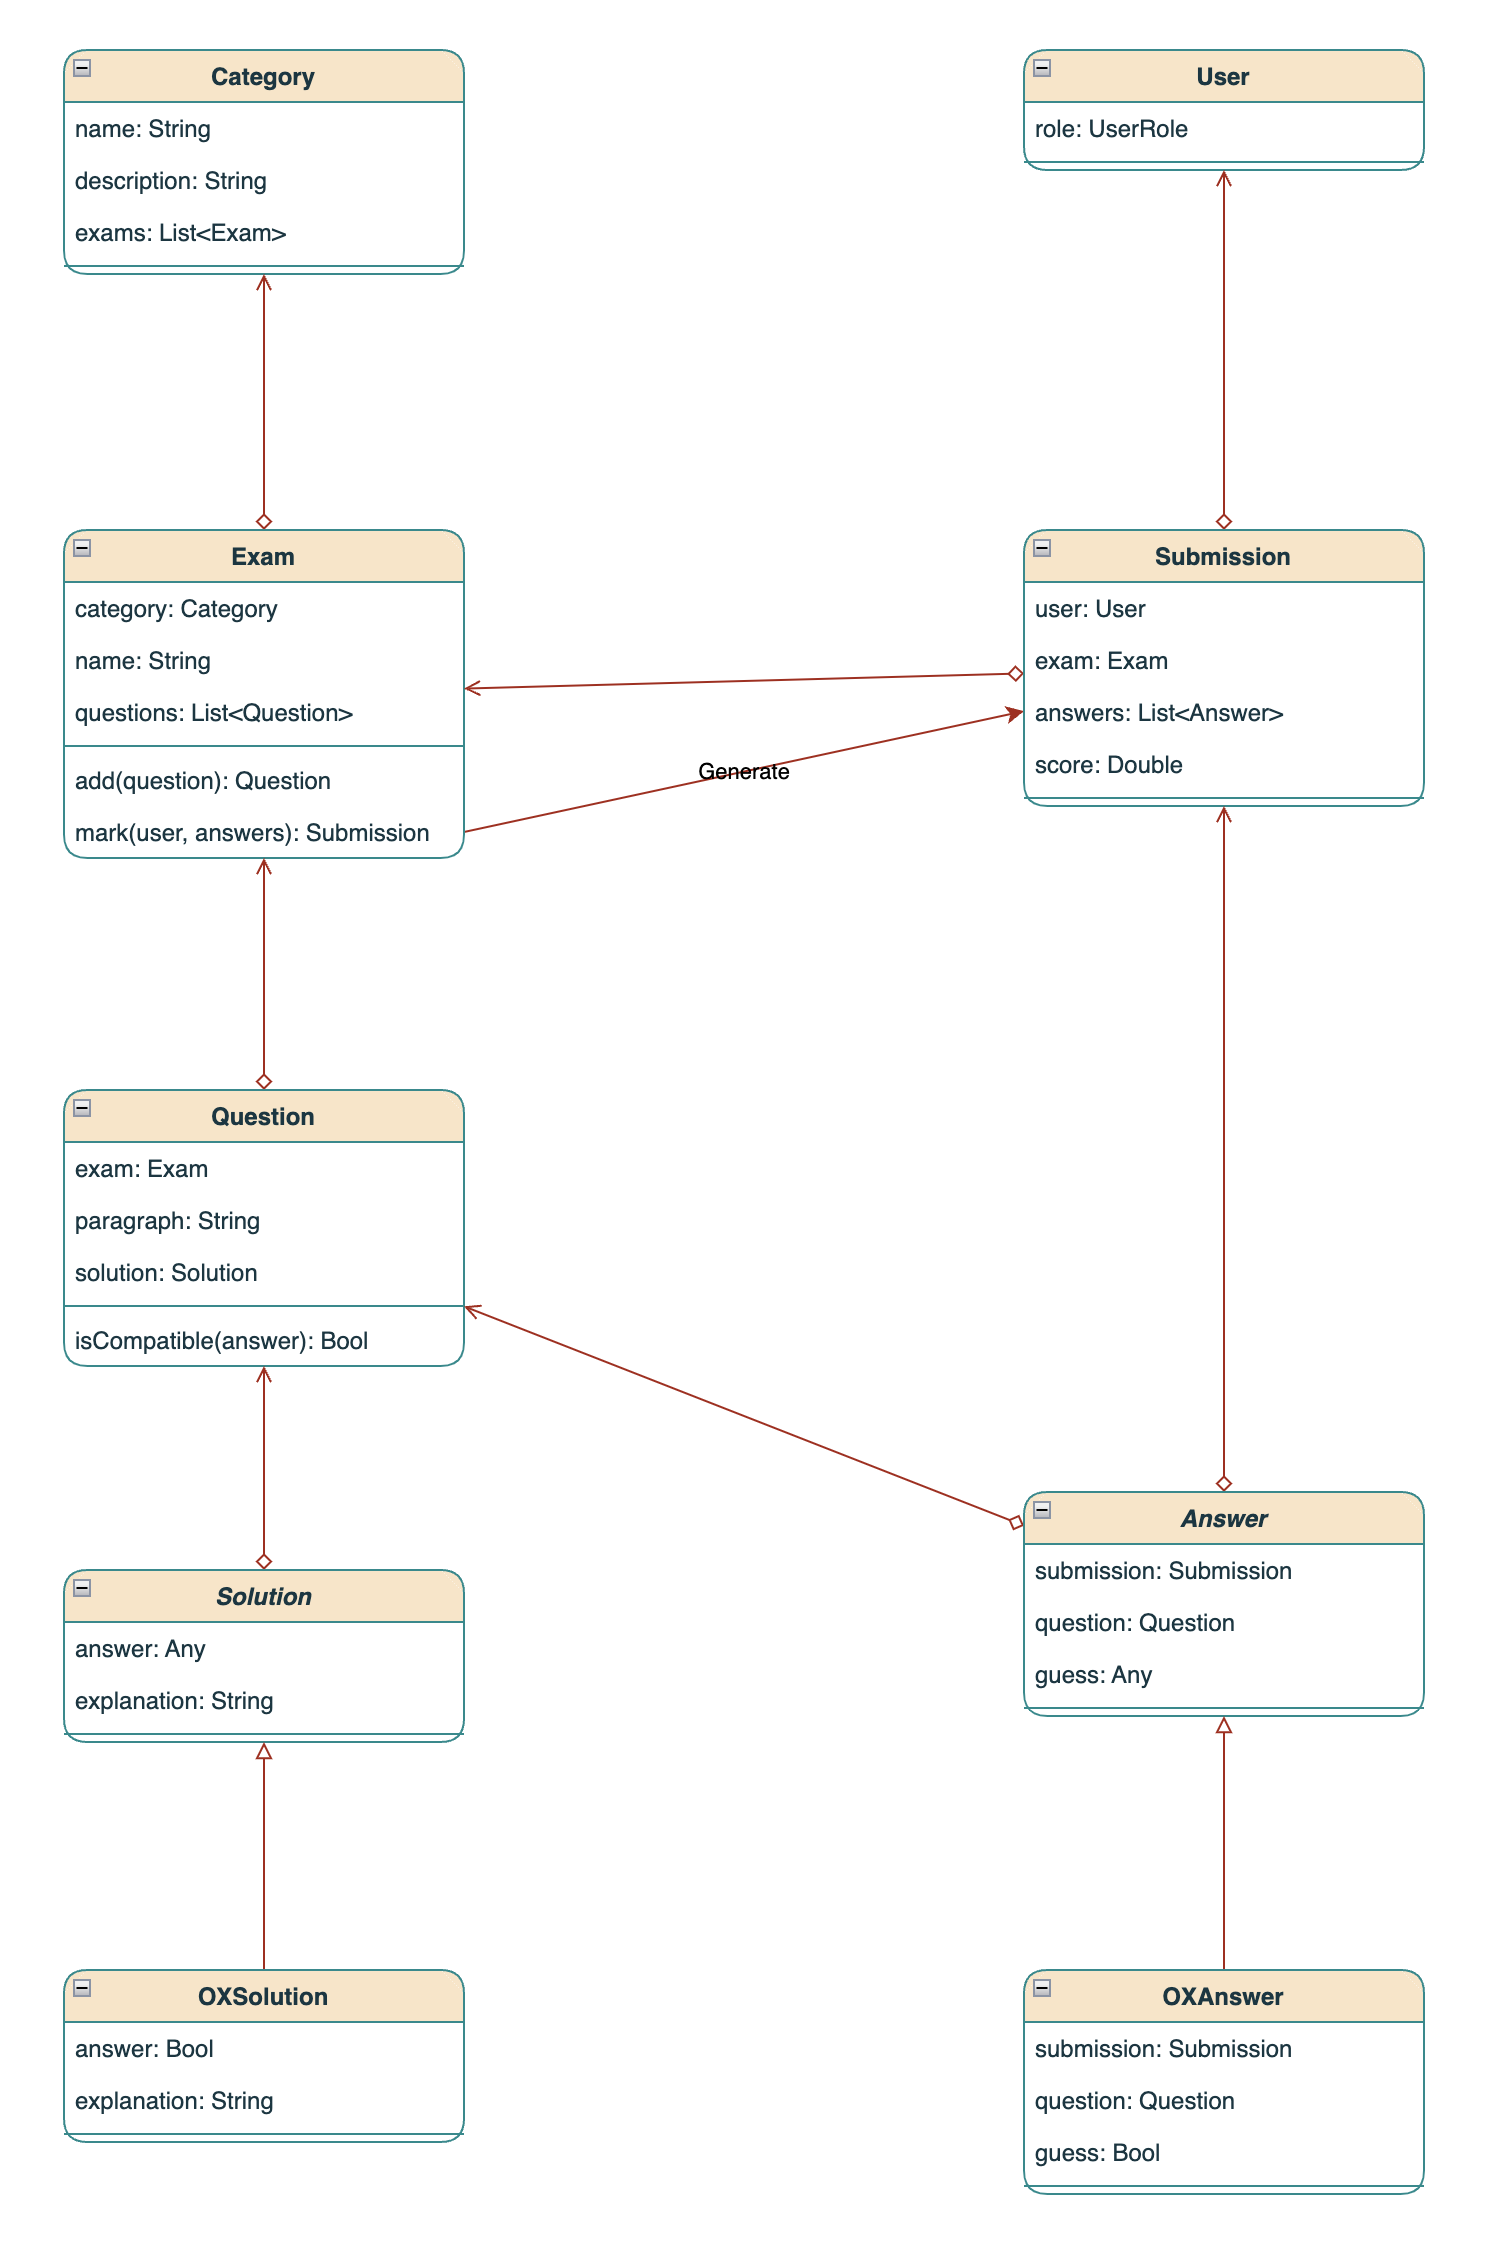 Category
name: String
description: String
exams: List<Exam>
User
role: UserRole
Exam
category: Category
name: String
questions: List<Question>
add(question): Question
mark(user, answers): Submission
Generate
Submission
user: User
exam: Exam
answers: List<Answer>
score: Double
Question
exam: Exam
paragraph: String
solution: Solution
isCompatible(answer): Bool
Solution
answer: Any
explanation: String
Answer
submission: Submission
question: Question
guess: Any
OXSolution
answer: Bool
explanation: String
OXAnswer
submission: Submission
question: Question
guess: Bool